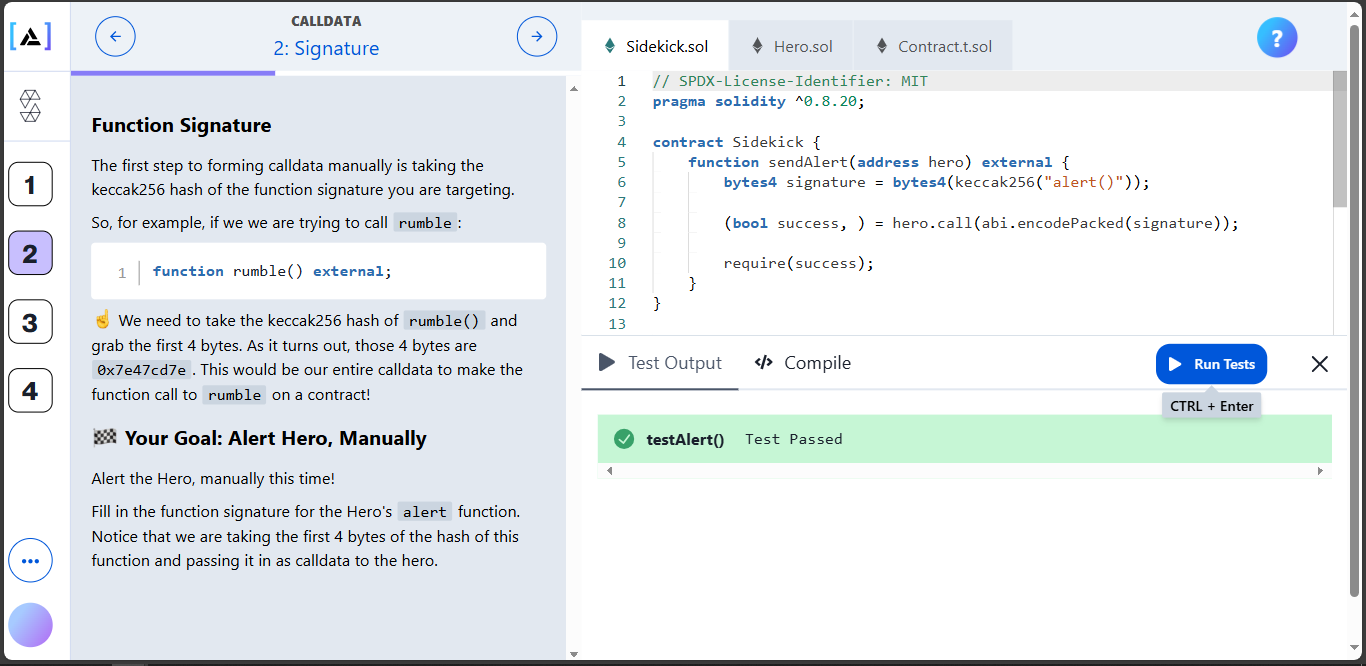 CALLDATA
2: Signature
1
2
3
4
Function Signature
The first step to forming calldata manually is taking the
keccak256 hash of the function signature you are targeting.
So, for example, if we we are trying to call rumble :
1 function rumble() external;
☝ We need to take the keccak256 hash of rumble() and
grab the first 4 bytes. As it turns out, those 4 bytes are
0x7e47cd7e . This would be our entire calldata to make the
function call to rumble on a contract!
🏁 Your Goal: Alert Hero, Manually
Alert the Hero, manually this time!
Fill in the function signature for the Hero's alert function.
Notice that we are taking the first 4 bytes of the hash of this
function and passing it in as calldata to the hero.
Sidekick.sol Hero.sol Contract.t.sol
?
1 // SPDX-License-Identifier: MIT
2 pragma solidity ^0.8.20;
3
4 contract Sidekick {
5 function sendAlert(address hero) external {
6 bytes4 signature = bytes4(keccak256("alert()"));
7
8 (bool success, ) = hero.call(abi.encodePacked(signature));
9
10 require(success);
11 }
12 }
13
Test Output </> Compile Run Tests
CTRL + Enter
testAlert() Test Passed